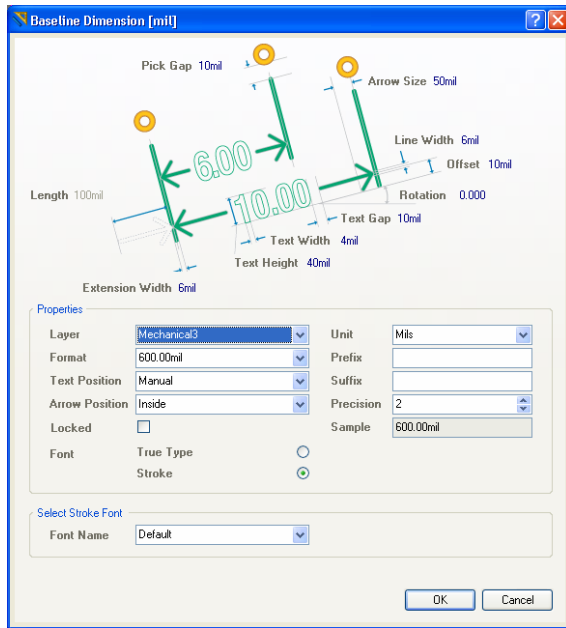 Baseline Dimension [mil]
Pick Gap 10mil
Arrow Size 50mil
Line Width 6mil
6.00
Offset 10mil
Length 100mil
10.00
Rotation 0.000
Text Gap 10mil
Text Width 4mil
Text Height 40mil
Extension Width 6mil
Properties
Layer Mechanical3 Unit Mils
Format 600.00mil Prefix
Text Position Manual Suffix
Arrow Position Inside Precision 2
Locked Sample 600.00mil
Font True Type
Stroke
Select Stroke Font
Font Name Default
OK Cancel